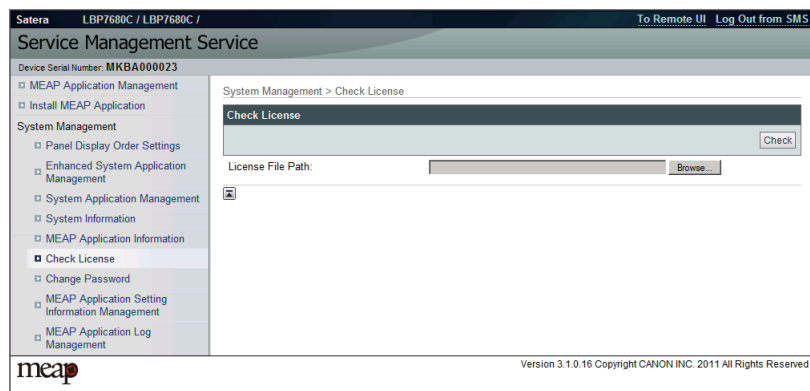 Satera LBP7680C / LBP7680C /
To Remote UI Log Out from SMS
Service Management Service
Device Serial Number: MKBA000023
MEAP Application Management
Install MEAP Application
System Management
Panel Display Order Settings
Enhanced System Application
Management
System Application Management
System Information
MEAP Application Information
Check License
Change Password
MEAP Application Setting
Information Management
MEAP Application Log
Management
System Management > Check License
Check License
Check
License File Path:
Browse...
meap
Version 3.1.0.16 Copyright CANON INC. 2011 All Rights Reserved